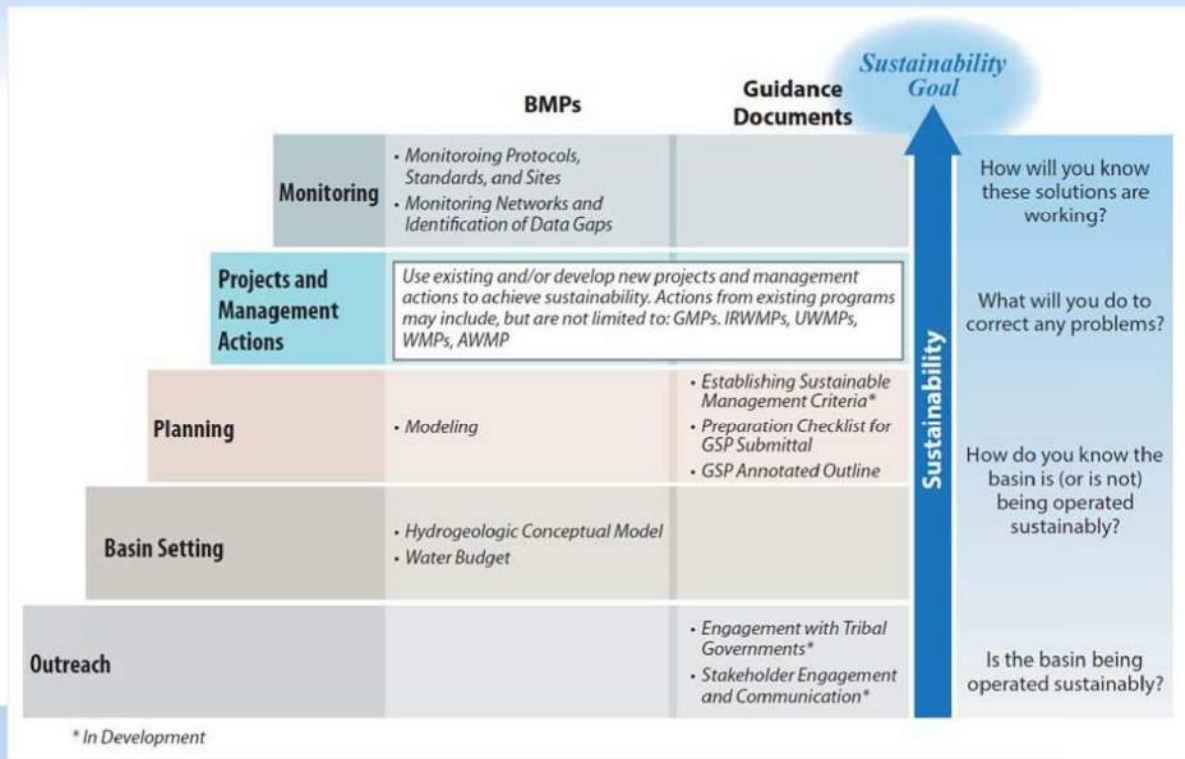 Sustainability
Goal
BMPs
Guidance
Documents
Monitoring
• Monitoroing Protocols,
Standards, and Sites
• Monitoring Networks and
Identification of Data Gaps
How will you know
these solutions are
working?
Projects and
Management
Actions
Use existing and/or develop new projects and management
actions to achieve sustainability. Actions from existing programs
may include, but are not limited to: GMPs. IRWMPs, UWMPs,
WMPs, AWMP
What will you do to
correct any problems?
Planning
• Modeling
• Establishing Sustainable
Management Criteria*
• Preparation Checklist for
GSP Submittal
• GSP Annotated Outline
Sustainability
How do you know the
basin is (or is not)
being operated
sustainably?
Basin Setting
• Hydrogeologic Conceptual Model
• Water Budget
Outreach
• Engagement with Tribal
Governments*
• Stakeholder Engagement
and Communication*
Is the basin being
operated sustainably?
* In Development